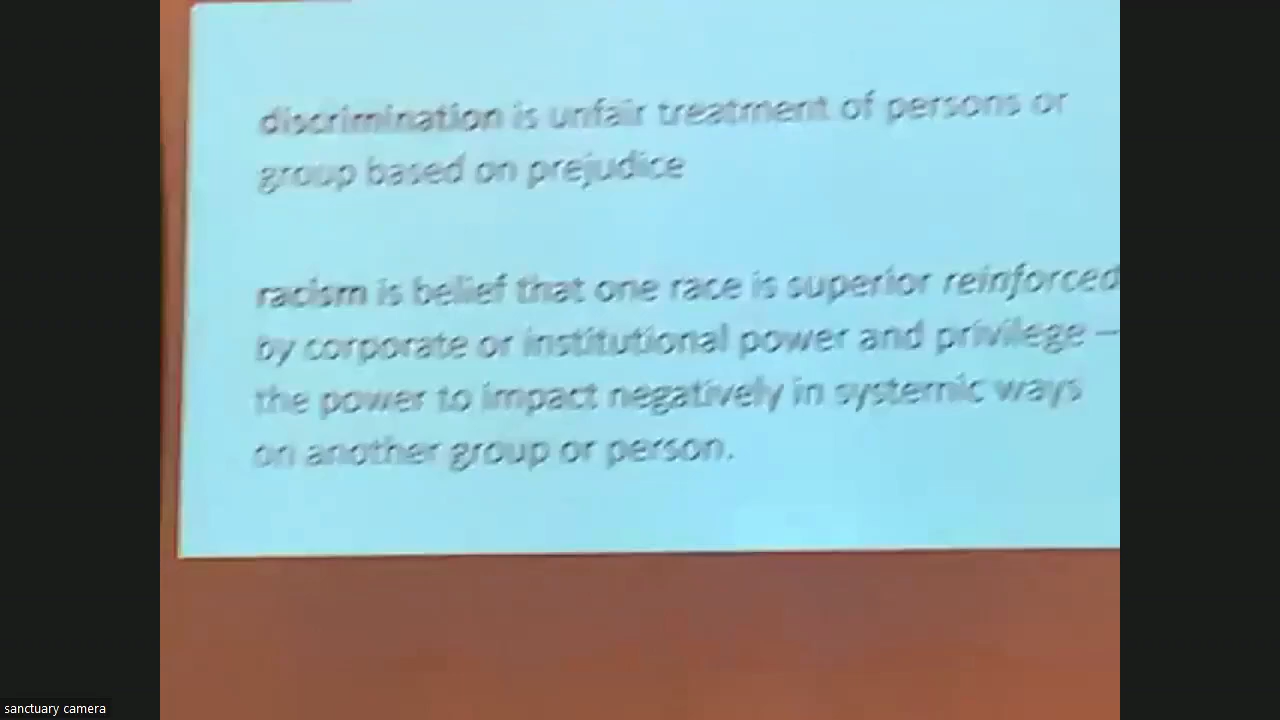 discrimination is unfair treatment of persons or
group based on prejudice
racism is belief that one race is superior reinforced
by corporate or institutional power and privilege –
the power to impact negatively in systemic ways
on another group or person.
sanctuary camera